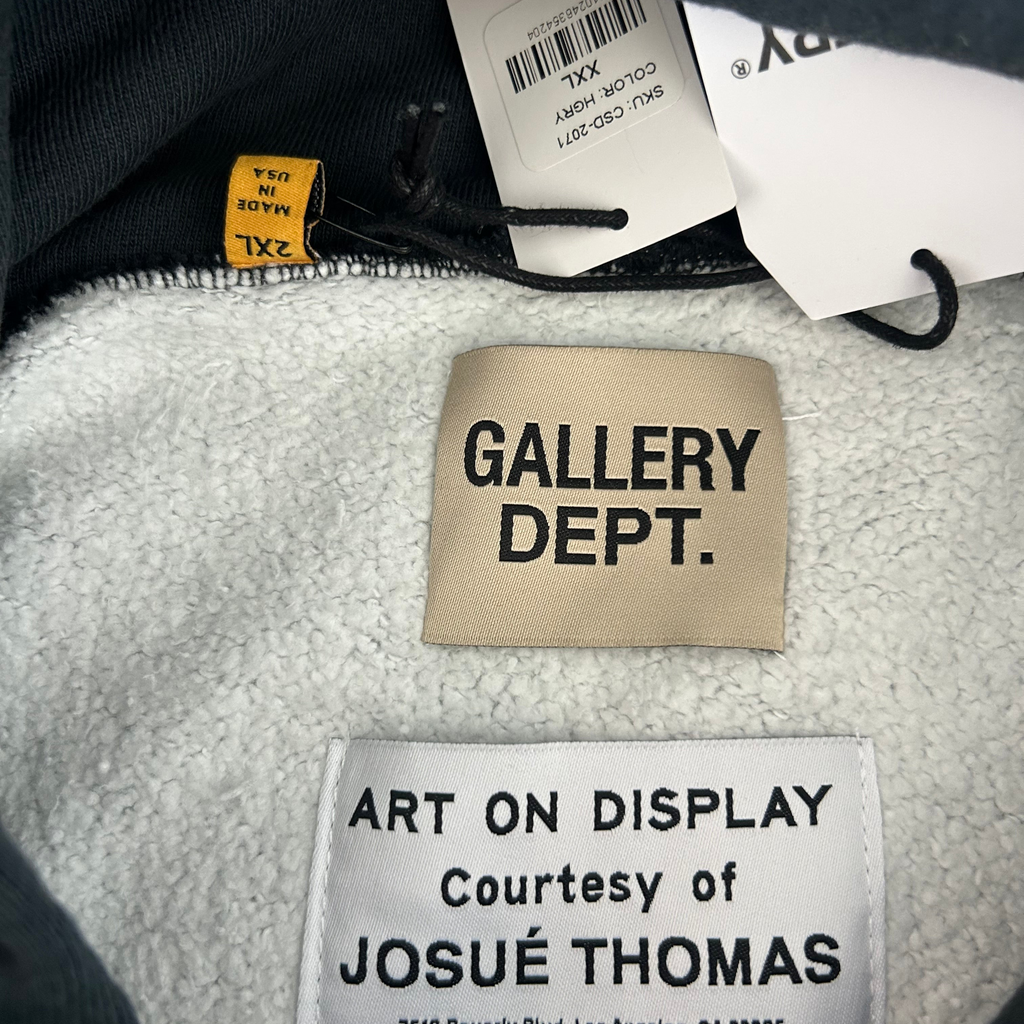 10248354204
XXL
COLOR: HGRY
SKU: CSD-2071
®
2XL
MADE
IN
USA
GALLERY
DEPT.
ART ON DISPLAY
Courtesy of
JOSUÉ THOMAS